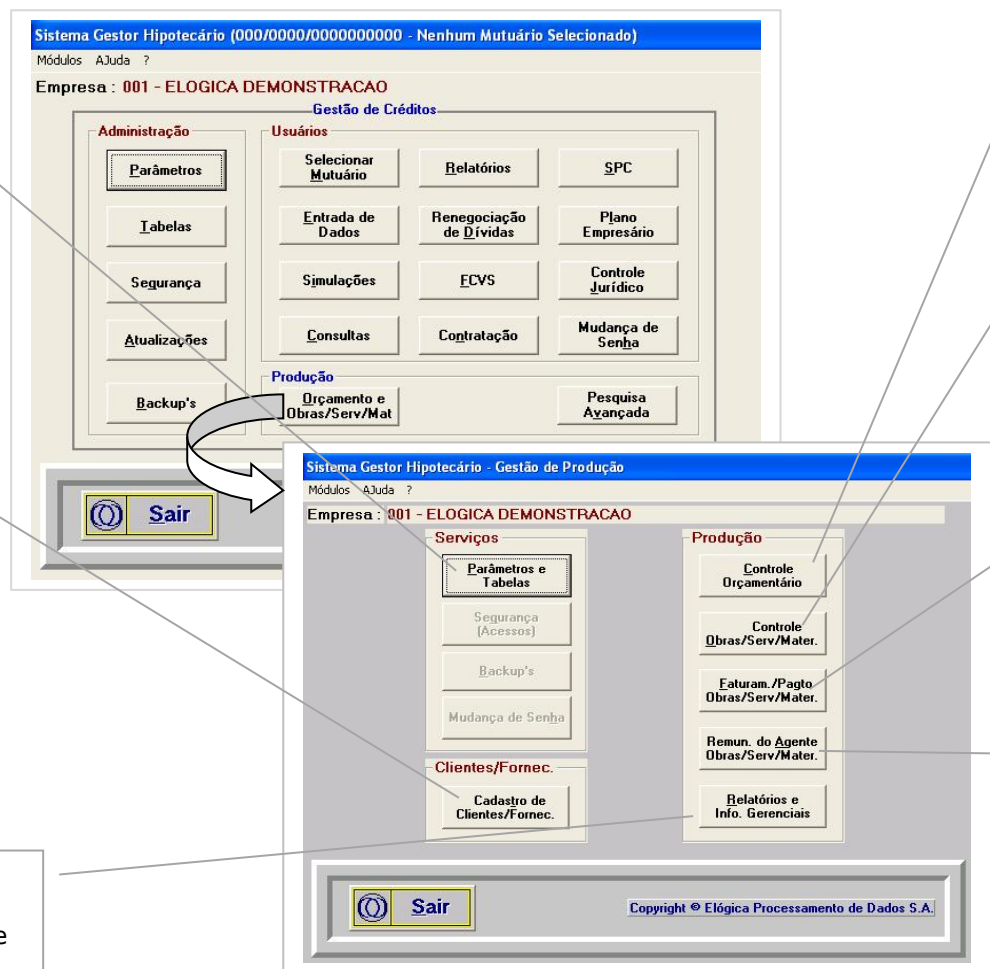 Sistema Gestor Hipotecário (000/0000/0000000000 - Nenhum Mutuário Selecionado)
Módulos AJuda ?
Empresa : 001 - ELOGICA DEMONSTRACAO
Gestão de Créditos
Administração
Parâmetros
Tabelas
Segurança
Atualizações
Backup's
Usuários
Selecionar
Mutuário
Relatórios
SPC
Entrada de
Dados
Renegociação
de Dívidas
Plano
Empresário
Simulações
FCVS
Controle
Jurídico
Consultas
Contratação
Mudança de
Senha
Produção
Orçamento e
Obras/Serv/Mat
Pesquisa
Avançada
Sair
Sistema Gestor Hipotecário - Gestão de Produção
Módulos AJuda ?
Empresa : 001 - ELOGICA DEMONSTRACAO
Serviços
Parâmetros e
Tabelas
Segurança
(Acessos)
Backup's
Mudança de Senha
Clientes/Fornec.
Cadastro de
Clientes/Fornec.
Produção
Controle
Orçamentário
Controle
Obras/Serv/Mater.
Faturam./Pagto
Obras/Serv/Mater.
Remun. do Agente
Obras/Serv/Mater.
Relatórios e
Info. Gerenciais
Sair
Copyright © Elógica Processamento de Dados S.A.
e